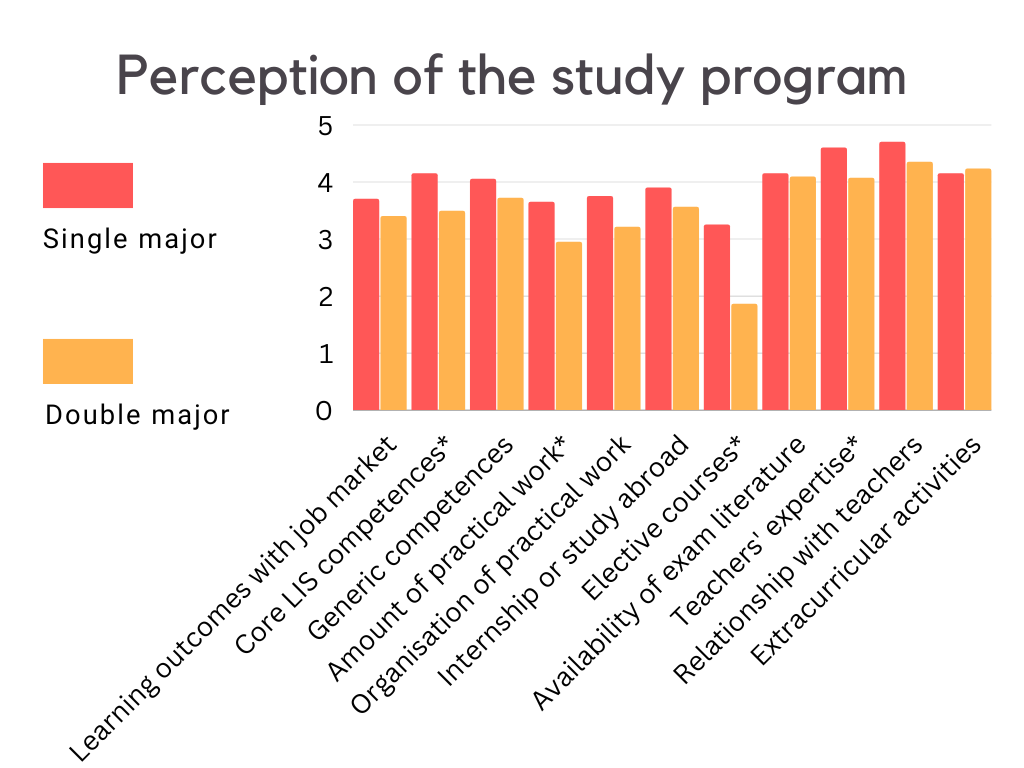 Perception of the study program
Single major
Double major
5
4
3
2
1
0
Learning outcomes with job market
Core LIS competences*
Generic competences
Amount of practical work*
Organisation of practical work
Internship or study abroad
Elective courses*
Availability of exam literature
Teachers' expertise*
Relationship with teachers
Extracurricular activities